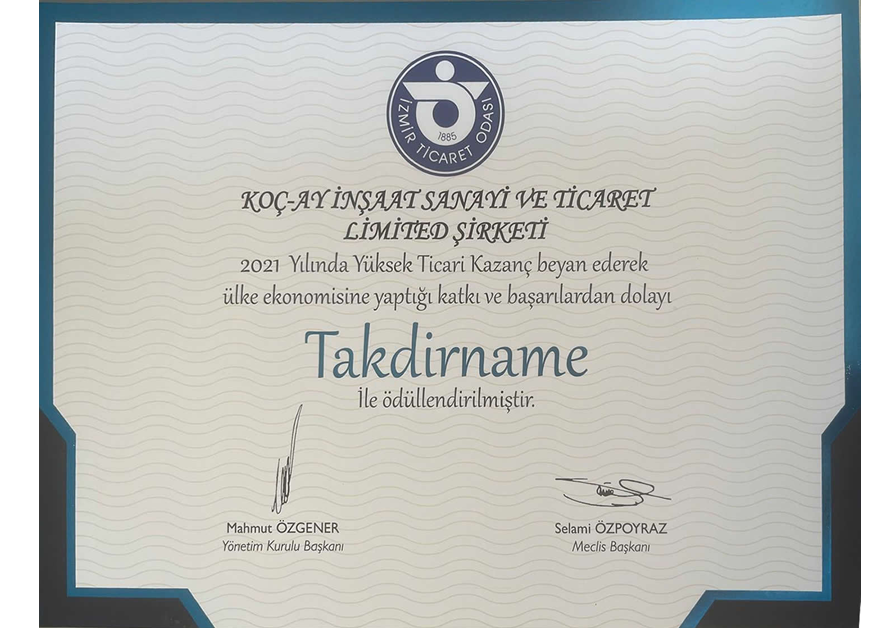 İZMİR TİCARET ODASI
1885
KOÇ-AY İNŞAAT SANAYİ VE TİCARET
LİMİTED ŞİRKETİ
2021 Yılında Yüksek Ticari Kazanç beyan ederek
ülke ekonomisine yaptığı katkı ve başarılardan dolayı
Takdirname
İle ödüllendirilmiştir.
Mahmut ÖZGENER
Yönetim Kurulu Başkanı
Selami ÖZPOYRAZ
Meclis Başkanı